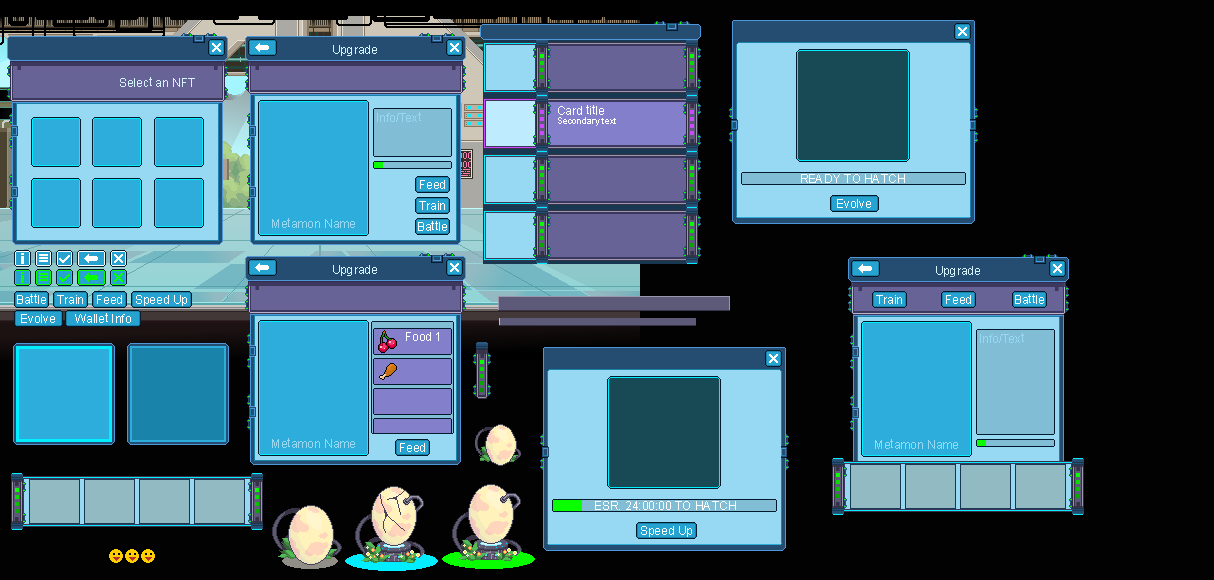 Select an NFT
Upgrade
Info/Text
Metamon Name
Feed
Train
Battle
Card title
Secondary text
READY TO HATCH
Evolve
Battle
Train
Feed
Speed Up
Evolve
Wallet Info
Upgrade
Food 1
Metamon Name
Feed
ESR. 24:00:00 TO HATCH
Speed Up
Upgrade
Train
Feed
Battle
Info/Text
Metamon Name